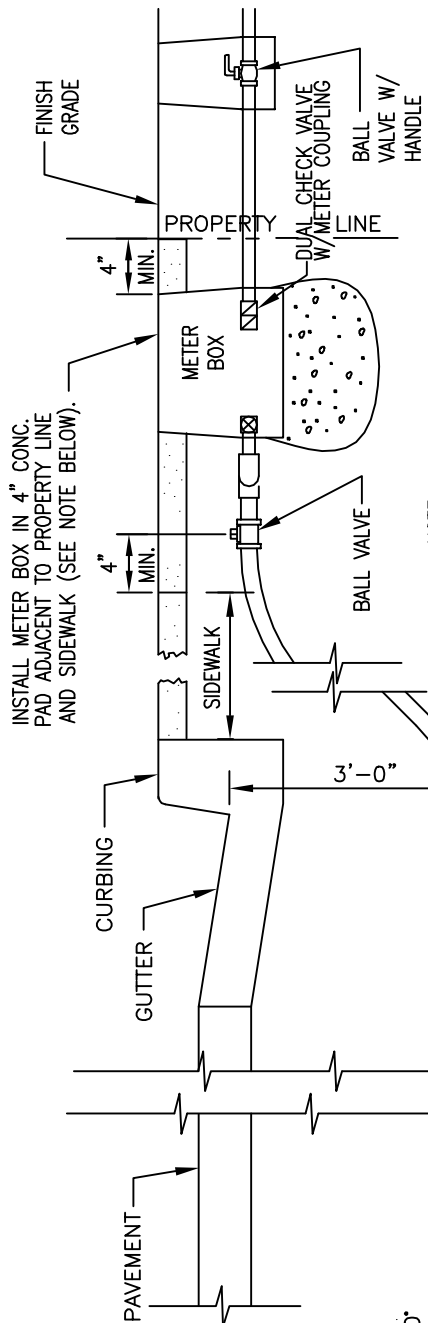 INSTALL METER BOX IN 4" CONC.
PAD ADJACENT TO PROPERTY LINE
AND SIDEWALK (SEE NOTE BELOW).
FINISH
GRADE
4"
MIN.
4"
MIN.
PROPERTY LINE
METER
BOX
DUAL CHECK VALVE
W/METER COUPLING
BALL
VALVE W/
HANDLE
BALL VALVE
SIDEWALK
CURBING
GUTTER
3'-0"
PAVEMENT